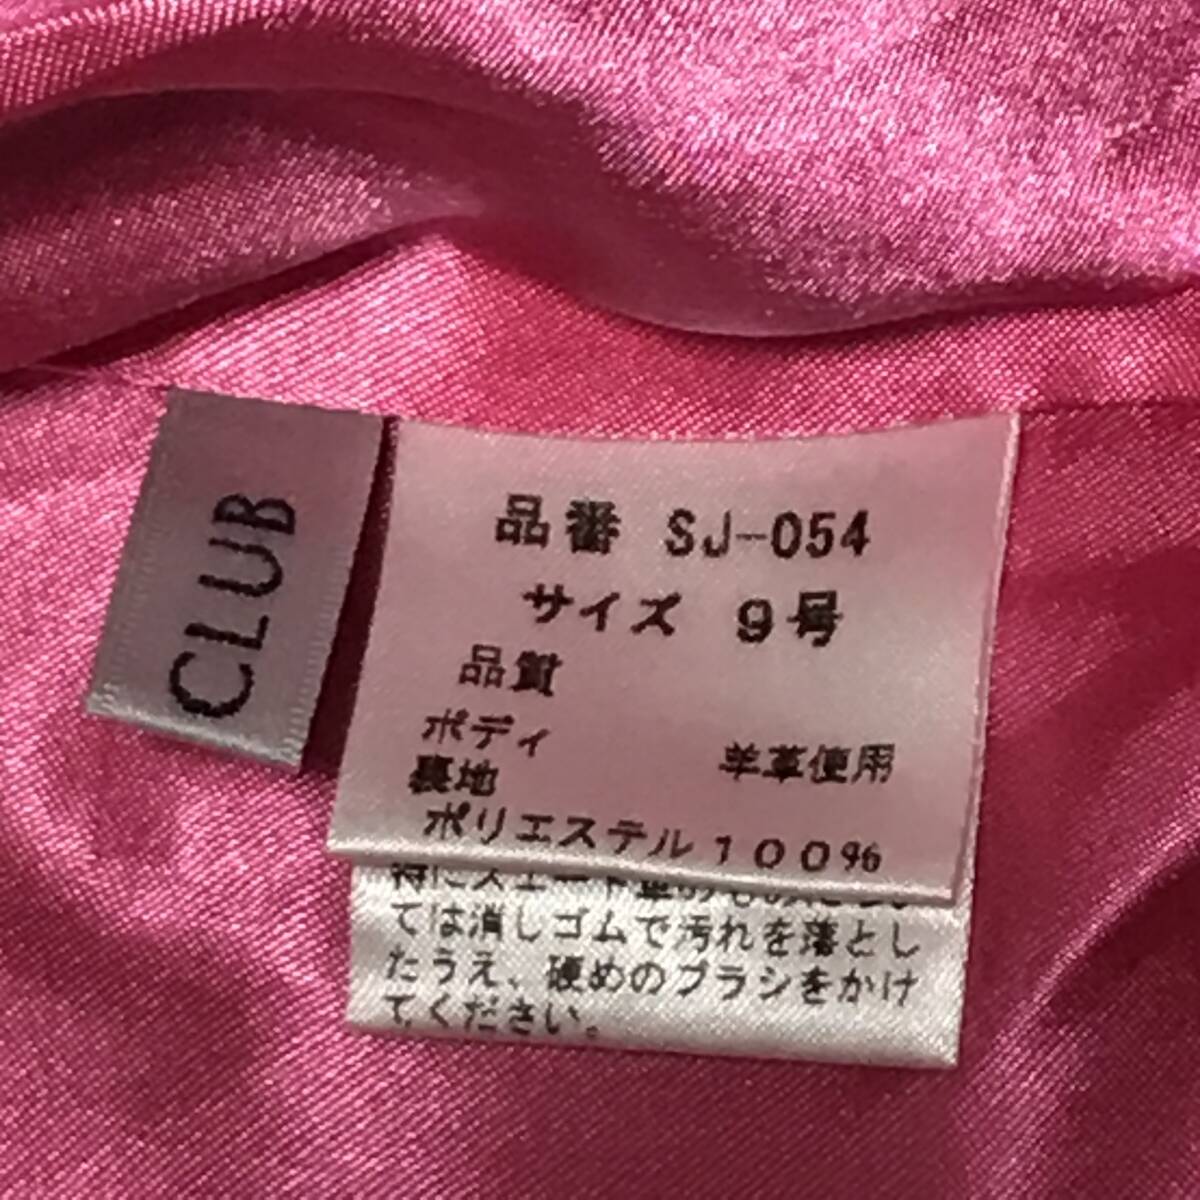 CLUB
品番 SJ-054
サイズ 9号
品質
ボディ 羊革使用
裏地
ポリエステル100%
ては消しゴムで汚れを落とし
たうえ、硬めのブラシをかけ
てください。